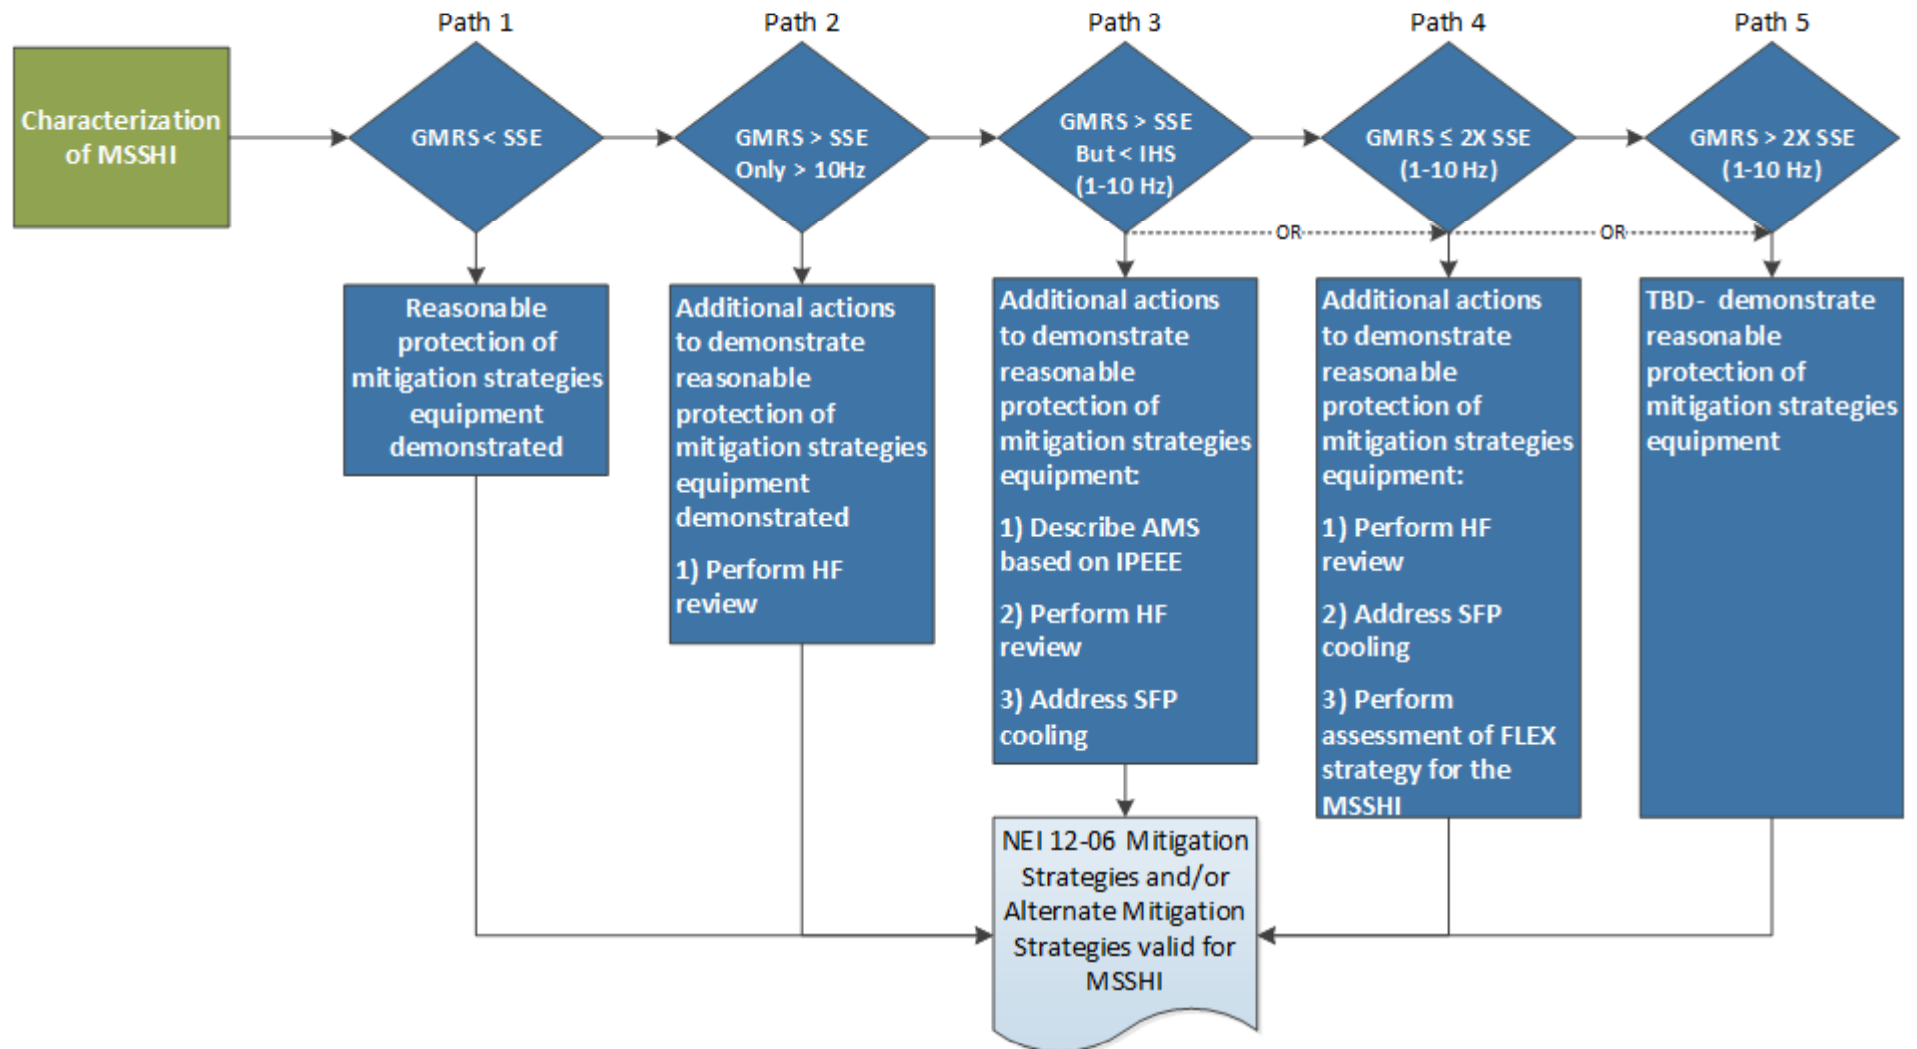 Path 1
Path 2
Path 3
Path 4
Path 5
Characterization
of MSSHI
GMRS < SSE
GMRS > SSE
Only > 10Hz
GMRS > SSE
But < IHS
(1-10 Hz)
GMRS ≤ 2X SSE
(1-10 Hz)
GMRS > 2X SSE
(1-10 Hz)
OR
OR
Reasonable
protection of
mitigation strategies
equipment
demonstrated
Additional actions
to demonstrate
reasonable
protection of
mitigation strategies
equipment
demonstrated
1) Perform HF
review
Additional actions
to demonstrate
reasonable
protection of
mitigation strategies
equipment:
1) Describe AMS
based on IPEEE
2) Perform HF
review
3) Address SFP
cooling
Additional actions
to demonstrate
reasonable
protection of
mitigation strategies
equipment:
1) Perform HF
review
2) Address SFP
cooling
3) Perform
assessment of FLEX
strategy for the
MSSHI
TBD- demonstrate
reasonable
protection of
mitigation strategies
equipment
NEI 12-06 Mitigation
Strategies and/or
Alternate Mitigation
Strategies valid for
MSSHI